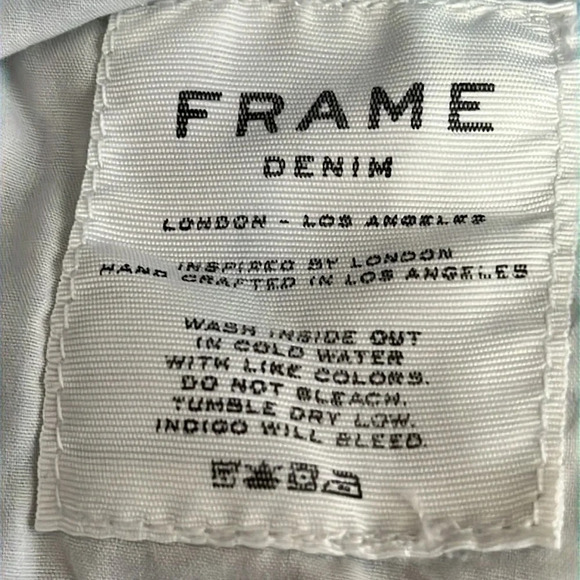 FRAME
DENIM
LONDON - LOS ANGELES
INSPIRED BY LONDON
HAND CRAFTED IN LOS ANGELES
WASH INSIDE OUT
IN COLD WATER
WITH LIKE COLORS.
DO NOT BLEACH.
TUMBLE DRY LOW.
INDIGO WILL BLEED.